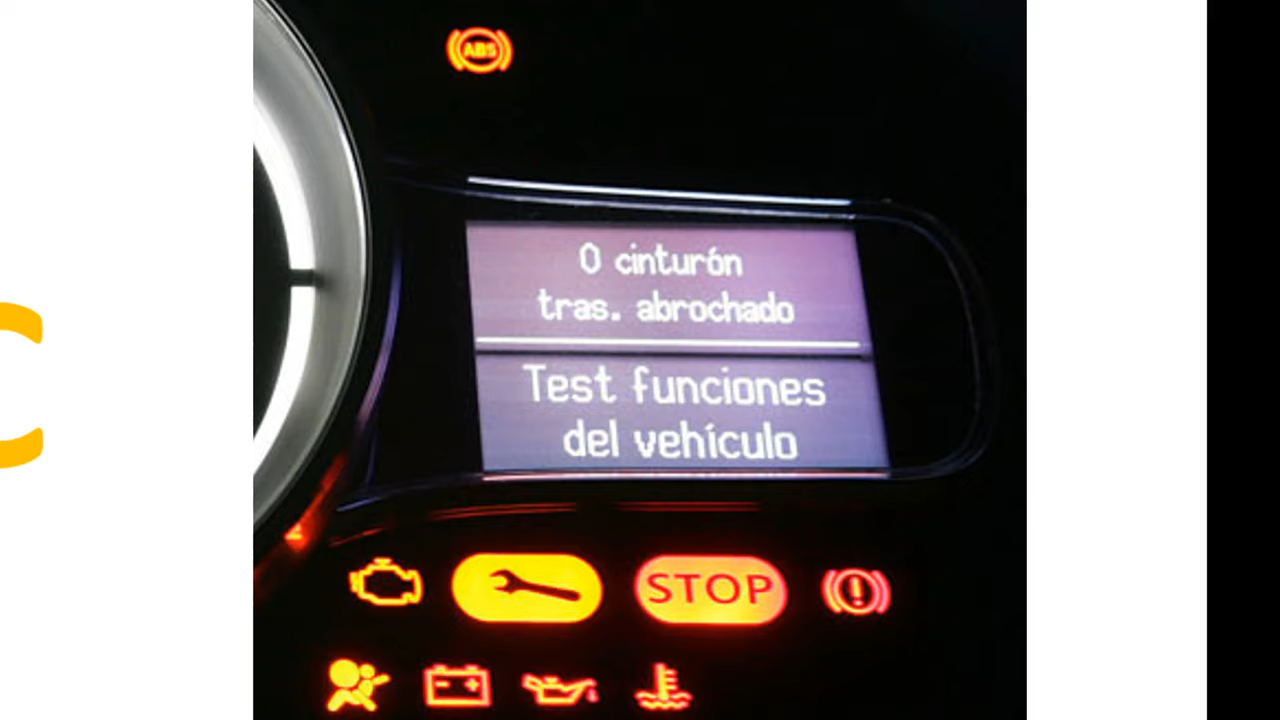 ABS
0 cinturón
tras. abrochado
Test funciones
del vehículo
STOP